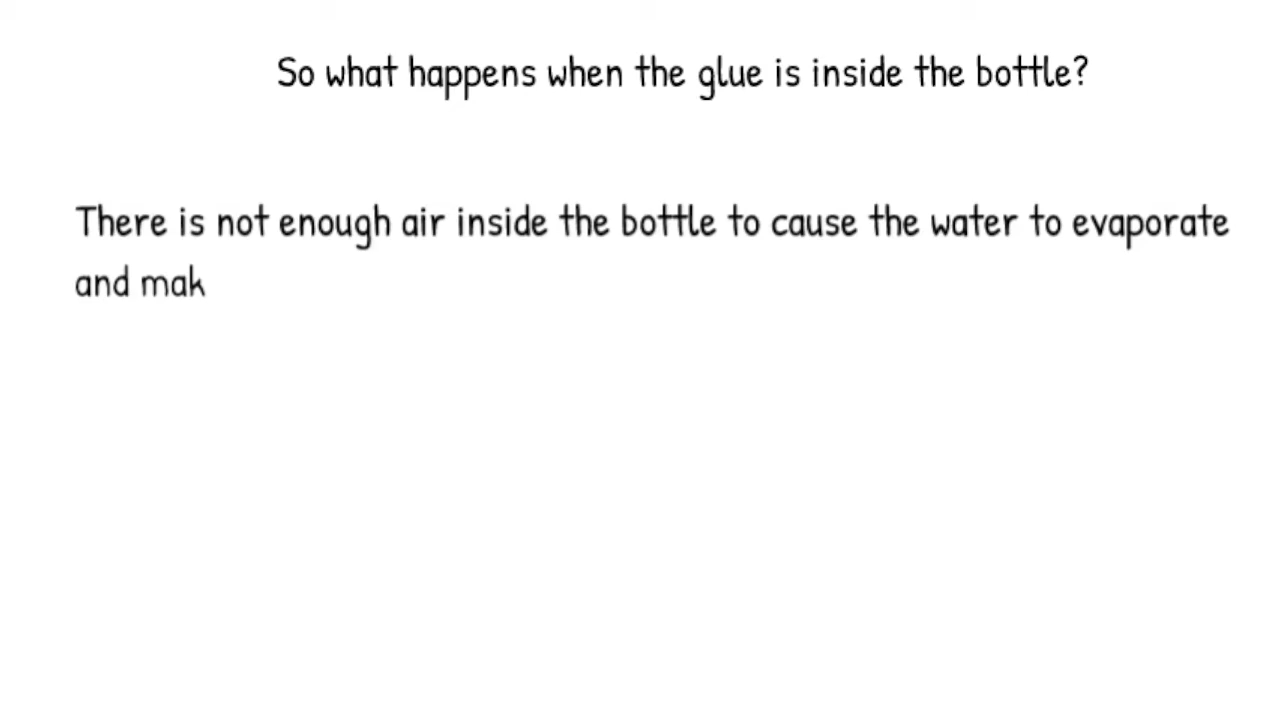 So what happens when the glue is inside the bottle?
There is not enough air inside the bottle to cause the water to evaporate
and mak